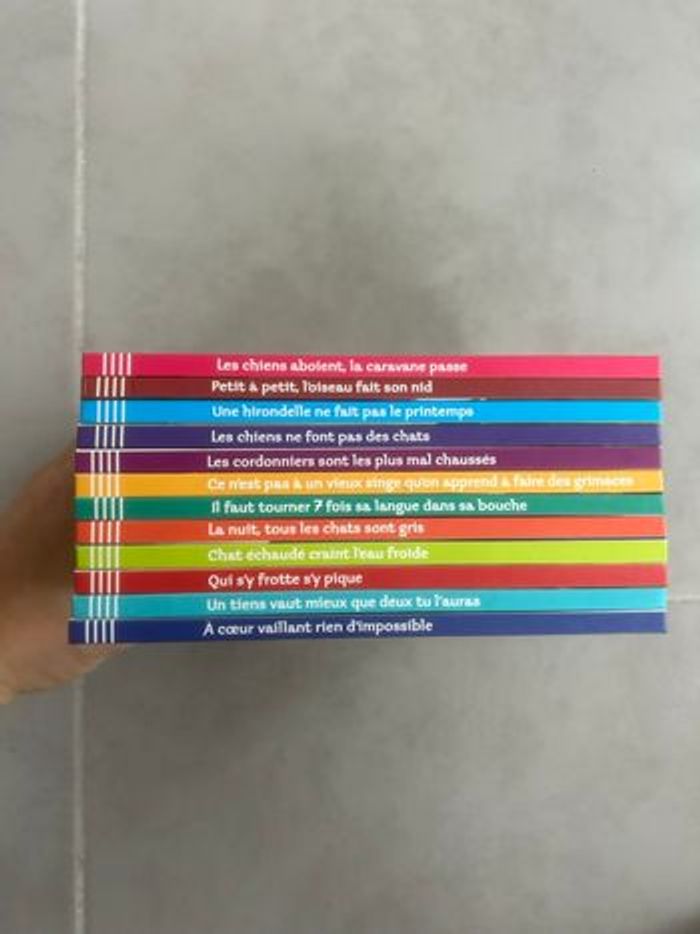 Les chiens aboient, la caravane passe
Petit à petit, l'oiseau fait son nid
Une hirondelle ne fait pas le printemps
Les chiens ne font pas des chats
Les cordonniers sont les plus mal chaussés
Ce n'est pas à un vieux singe qu'on apprend à faire des grimaces
Il faut tourner 7 fois sa langue dans sa bouche
La nuit, tous les chats sont gris
Chat échaudé craint l'eau froide
Qui s'y frotte s'y pique
Un tiens vaut mieux que deux tu l'auras
À cœur vaillant rien d'impossible